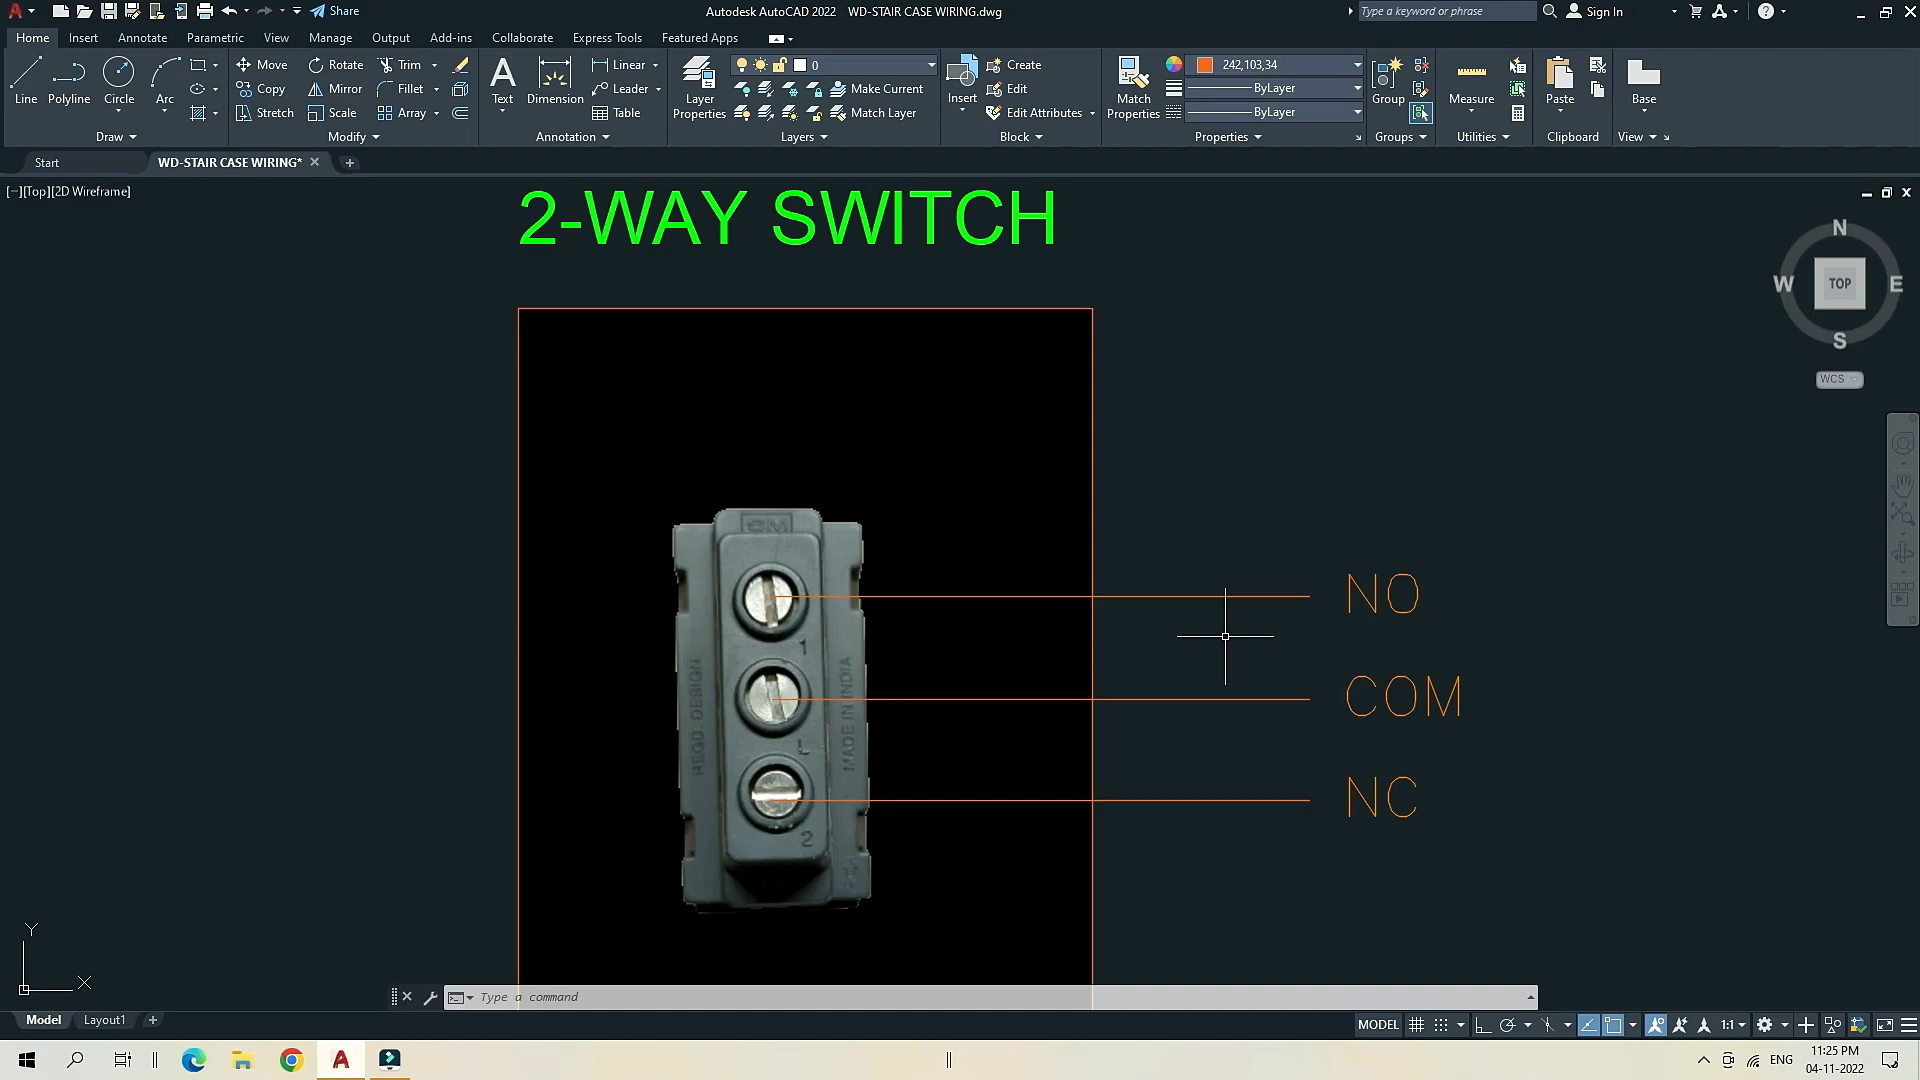 Share
Autodesk AutoCAD 2022 WD-STAIR CASE WIRING.dwg
Type a keyword or phrase
Sign In
Home Insert Annotate Parametric View Manage Output Add-ins Collaborate Express Tools Featured Apps
Line Polyline Circle Arc
Draw
Move Rotate Trim
Copy Mirror Fillet
Stretch Scale Array
Modify
Text Dimension
Linear
Leader
Table
Annotation
Layer Properties
0
Make Current
Match Layer
Layers
Insert
Create
Edit
Edit Attributes
Block
Match Properties
242,103,34
ByLayer
ByLayer
Properties
Group
Groups
Measure
Utilities
Paste
Clipboard
Base
View
Start
WD-STAIR CASE WIRING*
[−][Top][2D Wireframe]
2-WAY SWITCH
N
W TOP E
S
WCS
GM
1
L
2
REGD. DESIGN
MADE IN INDIA
NO
COM
NC
Y
X
Type a command
Model Layout1
MODEL
1:1
ENG
11:25 PM
04-11-2022